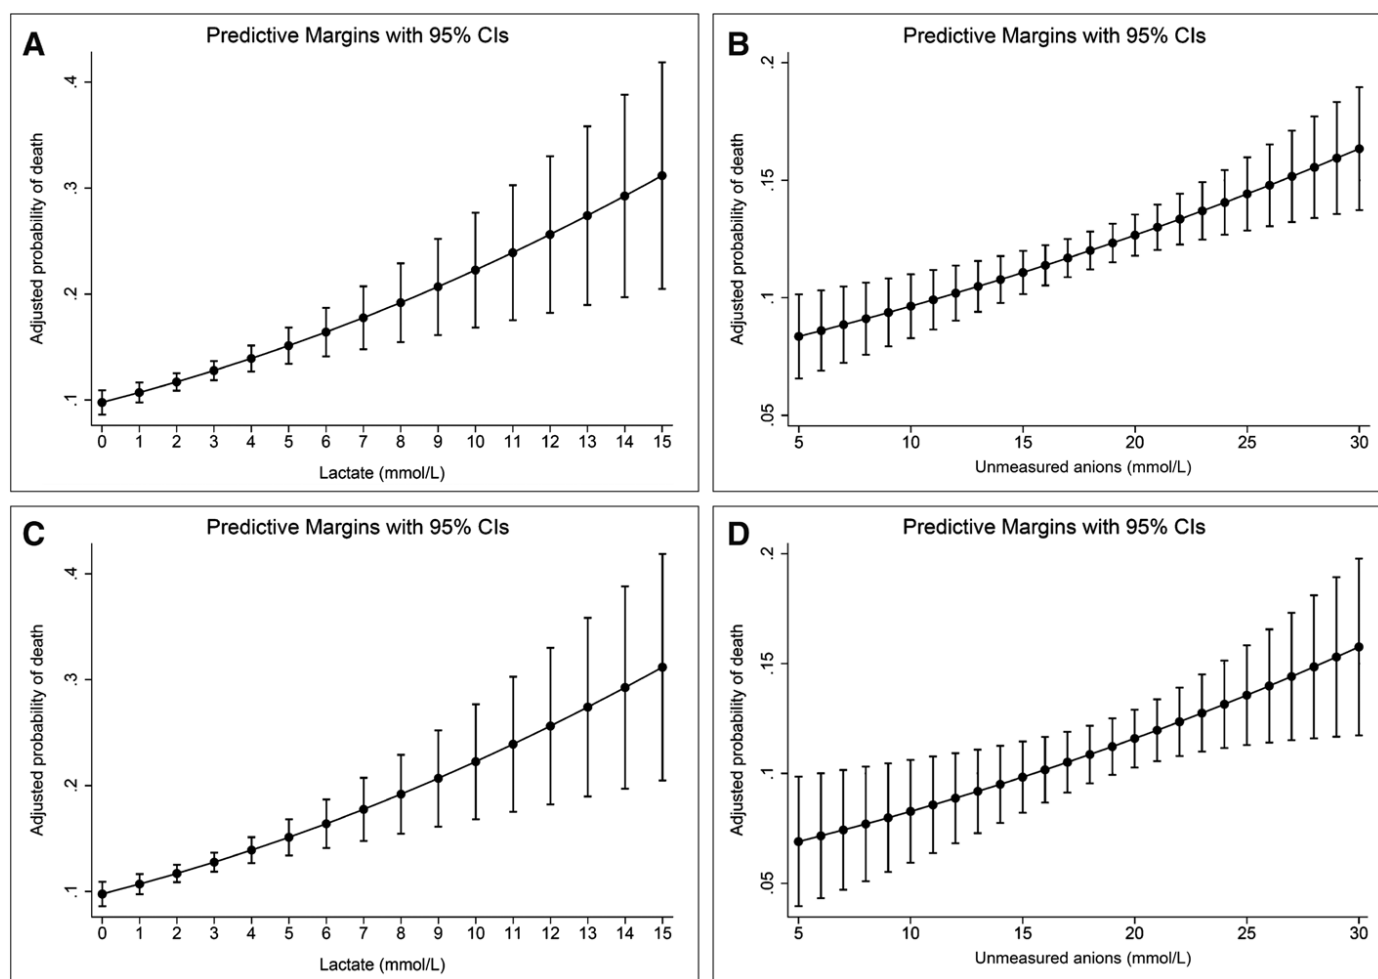 A
Predictive Margins with 95% CIs
Adjusted probability of death
.4
.3
.2
.1
0 1 2 3 4 5 6 7 8 9 10 11 12 13 14 15
Lactate (mmol/L)
B
Predictive Margins with 95% CIs
Adjusted probability of death
.2
.15
.1
.05
5 10 15 20 25 30
Unmeasured anions (mmol/L)
C
Predictive Margins with 95% CIs
Adjusted probability of death
.4
.3
.2
.1
0 1 2 3 4 5 6 7 8 9 10 11 12 13 14 15
Lactate (mmol/L)
D
Predictive Margins with 95% CIs
Adjusted probability of death
.2
.15
.1
.05
5 10 15 20 25 30
Unmeasured anions (mmol/L)